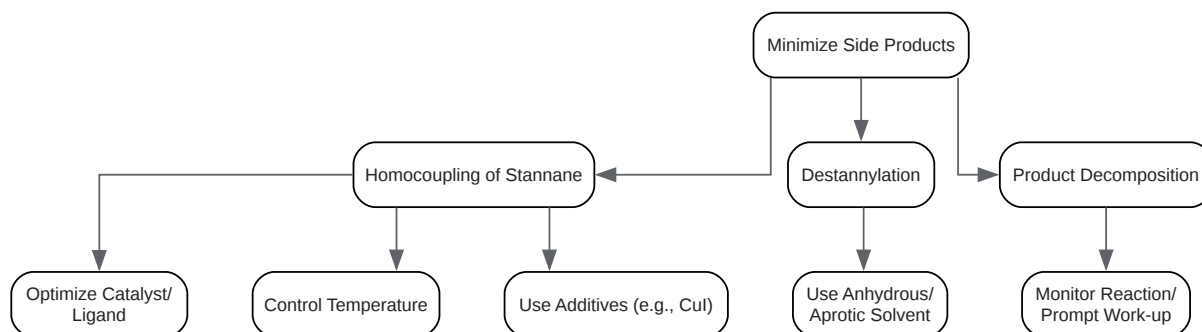 Minimize Side Products
Homocoupling of Stannane
Destannylation
Product Decomposition
Optimize Catalyst/
Ligand
Control Temperature
Use Additives (e.g., CuI)
Use Anhydrous/
Aprotic Solvent
Monitor Reaction/
Prompt Work-up